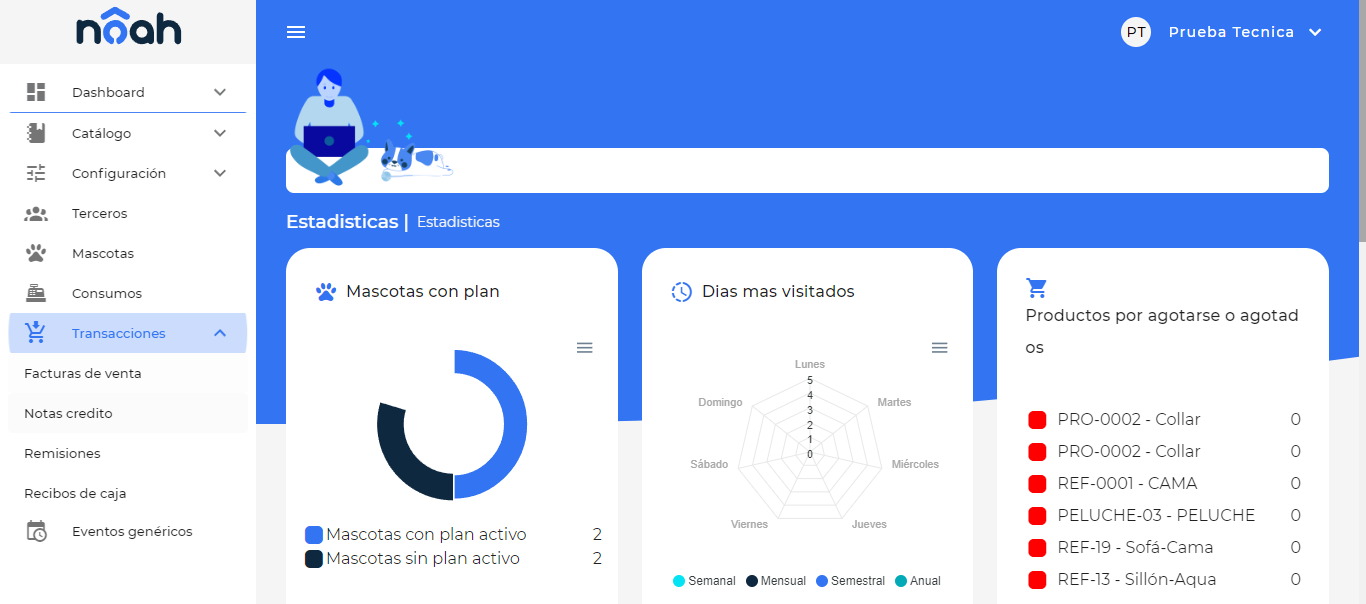 nôah
Dashboard
Catálogo
Configuración
Terceros
Mascotas
Consumos
Transacciones
Facturas de venta
Notas credito
Remisiones
Recibos de caja
Eventos genéricos
PT Prueba Tecnica
Estadisticas | Estadisticas
Mascotas con plan
Mascotas con plan activo 2
Mascotas sin plan activo 2
Dias mas visitados
Lunes
Martes
Miércoles
Jueves
Viernes
Sábado
Domingo
5
4
3
2
1
0
Semanal Mensual Semestral Anual
Productos por agotarse o agotad
os
PRO-0002 - Collar 0
PRO-0002 - Collar 0
REF-0001 - CAMA 0
PELUCHE-03 - PELUCHE 0
REF-19 - Sofá-Cama 0
REF-13 - Sillón-Aqua 0